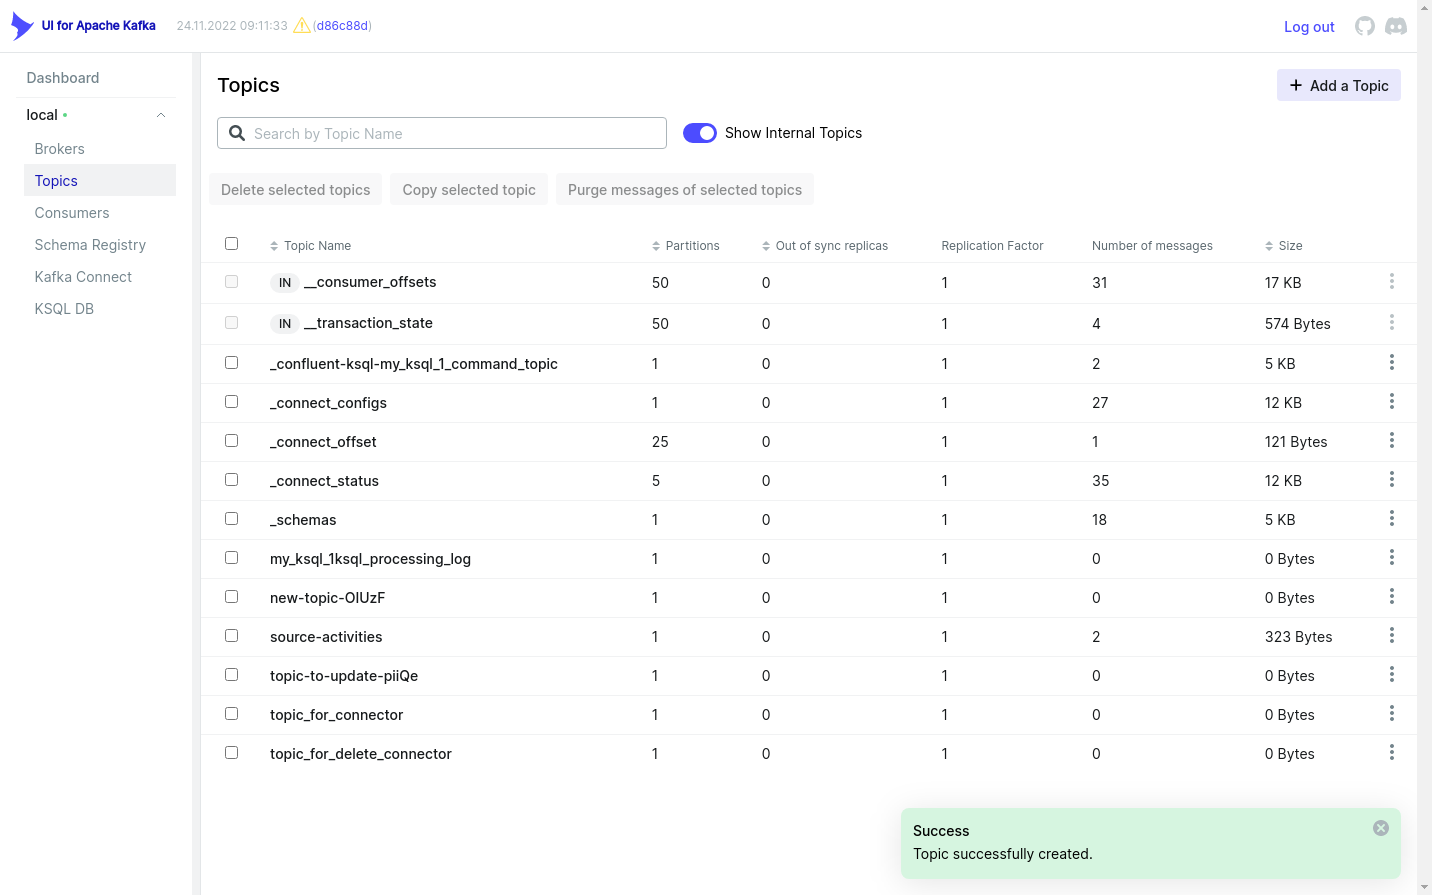 UI for Apache Kafka 24.11.2022 09:11:33 (d86c88d) Log out
Dashboard
local
Brokers
Topics
Consumers
Schema Registry
Kafka Connect
KSQL DB
Topics
Add a Topic
Search by Topic Name
Show Internal Topics
Delete selected topics Copy selected topic Purge messages of selected topics
Topic Name Partitions Out of sync replicas Replication Factor Number of messages Size
IN __consumer_offsets 50 0 1 31 17 KB
IN __transaction_state 50 0 1 4 574 Bytes
_confluent-ksql-my_ksql_1_command_topic 1 0 1 2 5 KB
_connect_configs 1 0 1 27 12 KB
_connect_offset 25 0 1 1 121 Bytes
_connect_status 5 0 1 35 12 KB
_schemas 1 0 1 18 5 KB
my_ksql_1ksql_processing_log 1 0 1 0 0 Bytes
new-topic-OlUzF 1 0 1 0 0 Bytes
source-activities 1 0 1 2 323 Bytes
topic-to-update-piiQe 1 0 1 0 0 Bytes
topic_for_connector 1 0 1 0 0 Bytes
topic_for_delete_connector 1 0 1 0 0 Bytes
Success
Topic successfully created.